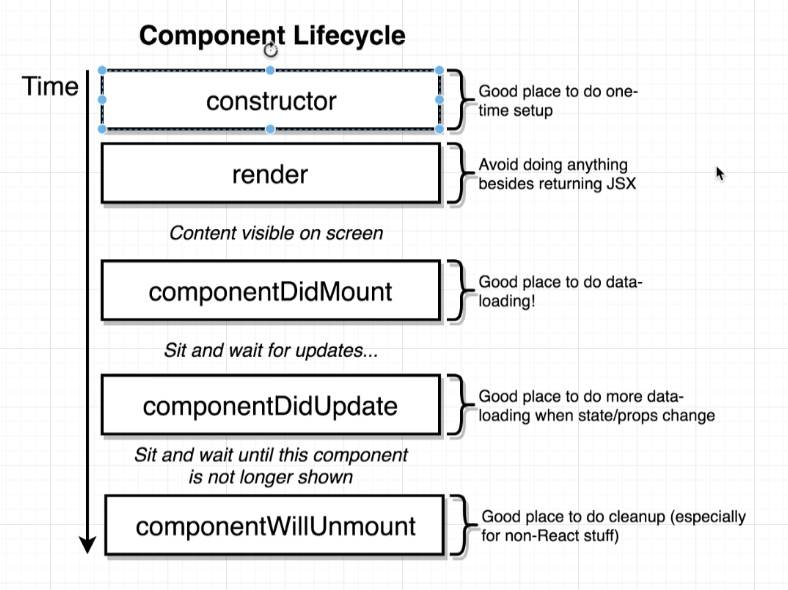 Component Lifecycle
Time
constructor
Good place to do one-
time setup
render
Avoid doing anything
besides returning JSX
Content visible on screen
componentDidMount
Good place to do data-
loading!
Sit and wait for updates...
componentDidUpdate
Good place to do more data-
loading when state/props change
Sit and wait until this component
is not longer shown
componentWillUnmount
Good place to do cleanup (especially
for non-React stuff)